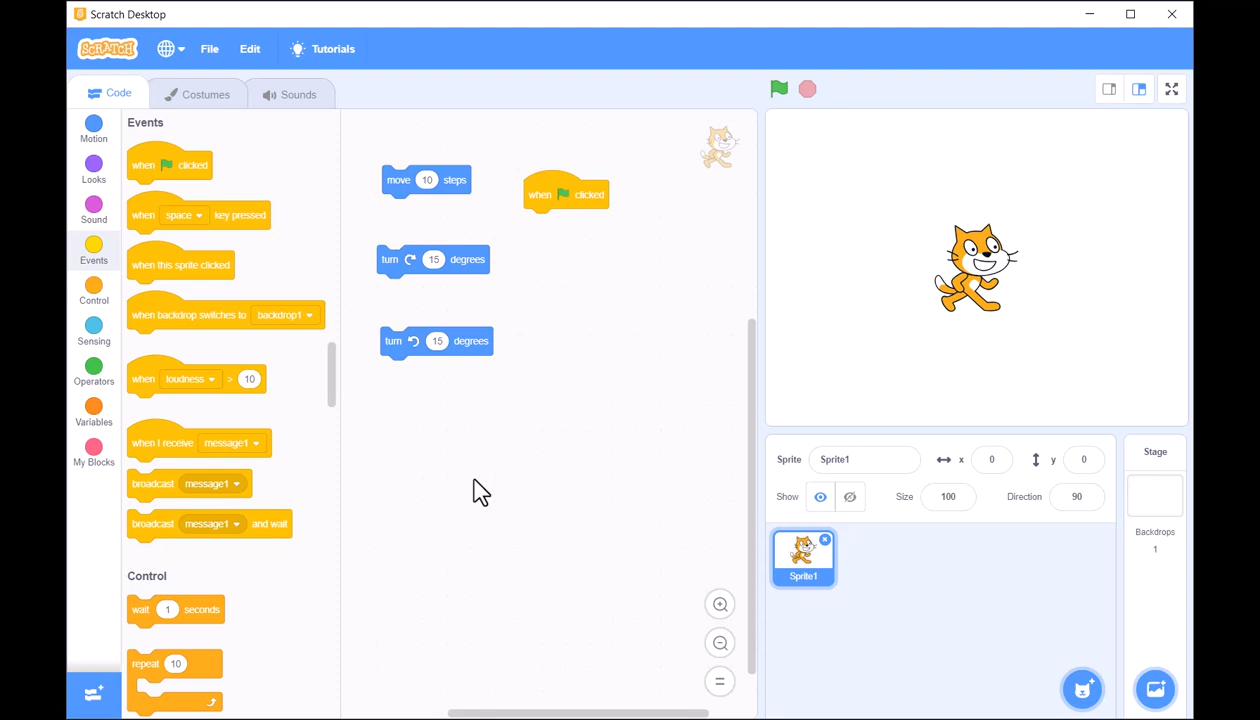 Scratch Desktop
SCRATCH
File Edit Tutorials
Code Costumes Sounds
Motion
Looks
Sound
Events
Control
Sensing
Operators
Variables
My Blocks
Events
when clicked
when space key pressed
when this sprite clicked
when backdrop switches to backdrop1
when loudness > 10
when I receive message1
broadcast message1
broadcast message1 and wait
Control
wait 1 seconds
repeat 10
move 10 steps
when clicked
turn 15 degrees
turn 15 degrees
Sprite Sprite1 x 0 y 0
Show Size 100 Direction 90
Sprite1
Stage
Backdrops
1